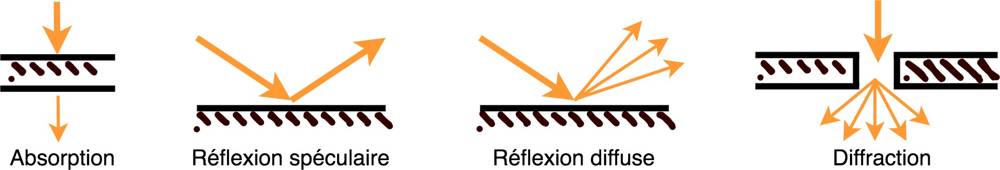 Absorption
Réflexion spéculaire
Réflexion diffuse
Diffraction